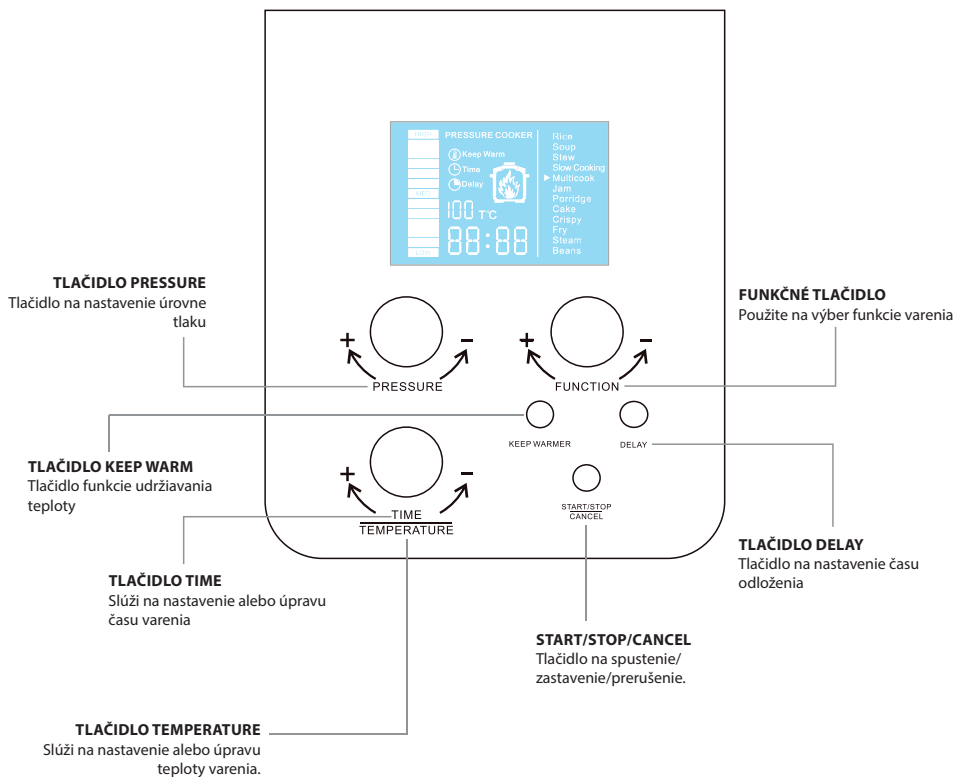 HIGH
PRESSURE COOKER
Keep Warm
Time
Delay
MED
100 T°C
88:88
LOW
Rice
Soup
Stew
Slow Cooking
Multicook
Jam
Porridge
Cake
Crispy
Fry
Steam
Beans
TLAČIDLO PRESSURE
Tlačidlo na nastavenie úrovne
tlaku
+ −
PRESSURE
+ −
FUNCTION
FUNKČNÉ TLAČIDLO
Použite na výber funkcie varenia
KEEP WARMER
DELAY
TLAČIDLO KEEP WARM
Tlačidlo funkcie udržiavania
teploty
+ −
TIME
TEMPERATURE
START/STOP
CANCEL
TLAČIDLO DELAY
Tlačidlo na nastavenie času
odloženia
TLAČIDLO TIME
Slúži na nastavenie alebo úpravu
času varenia
START/STOP/CANCEL
Tlačidlo na spustenie/
zastavenie/prerušenie.
TLAČIDLO TEMPERATURE
Slúži na nastavenie alebo úpravu
teploty varenia.